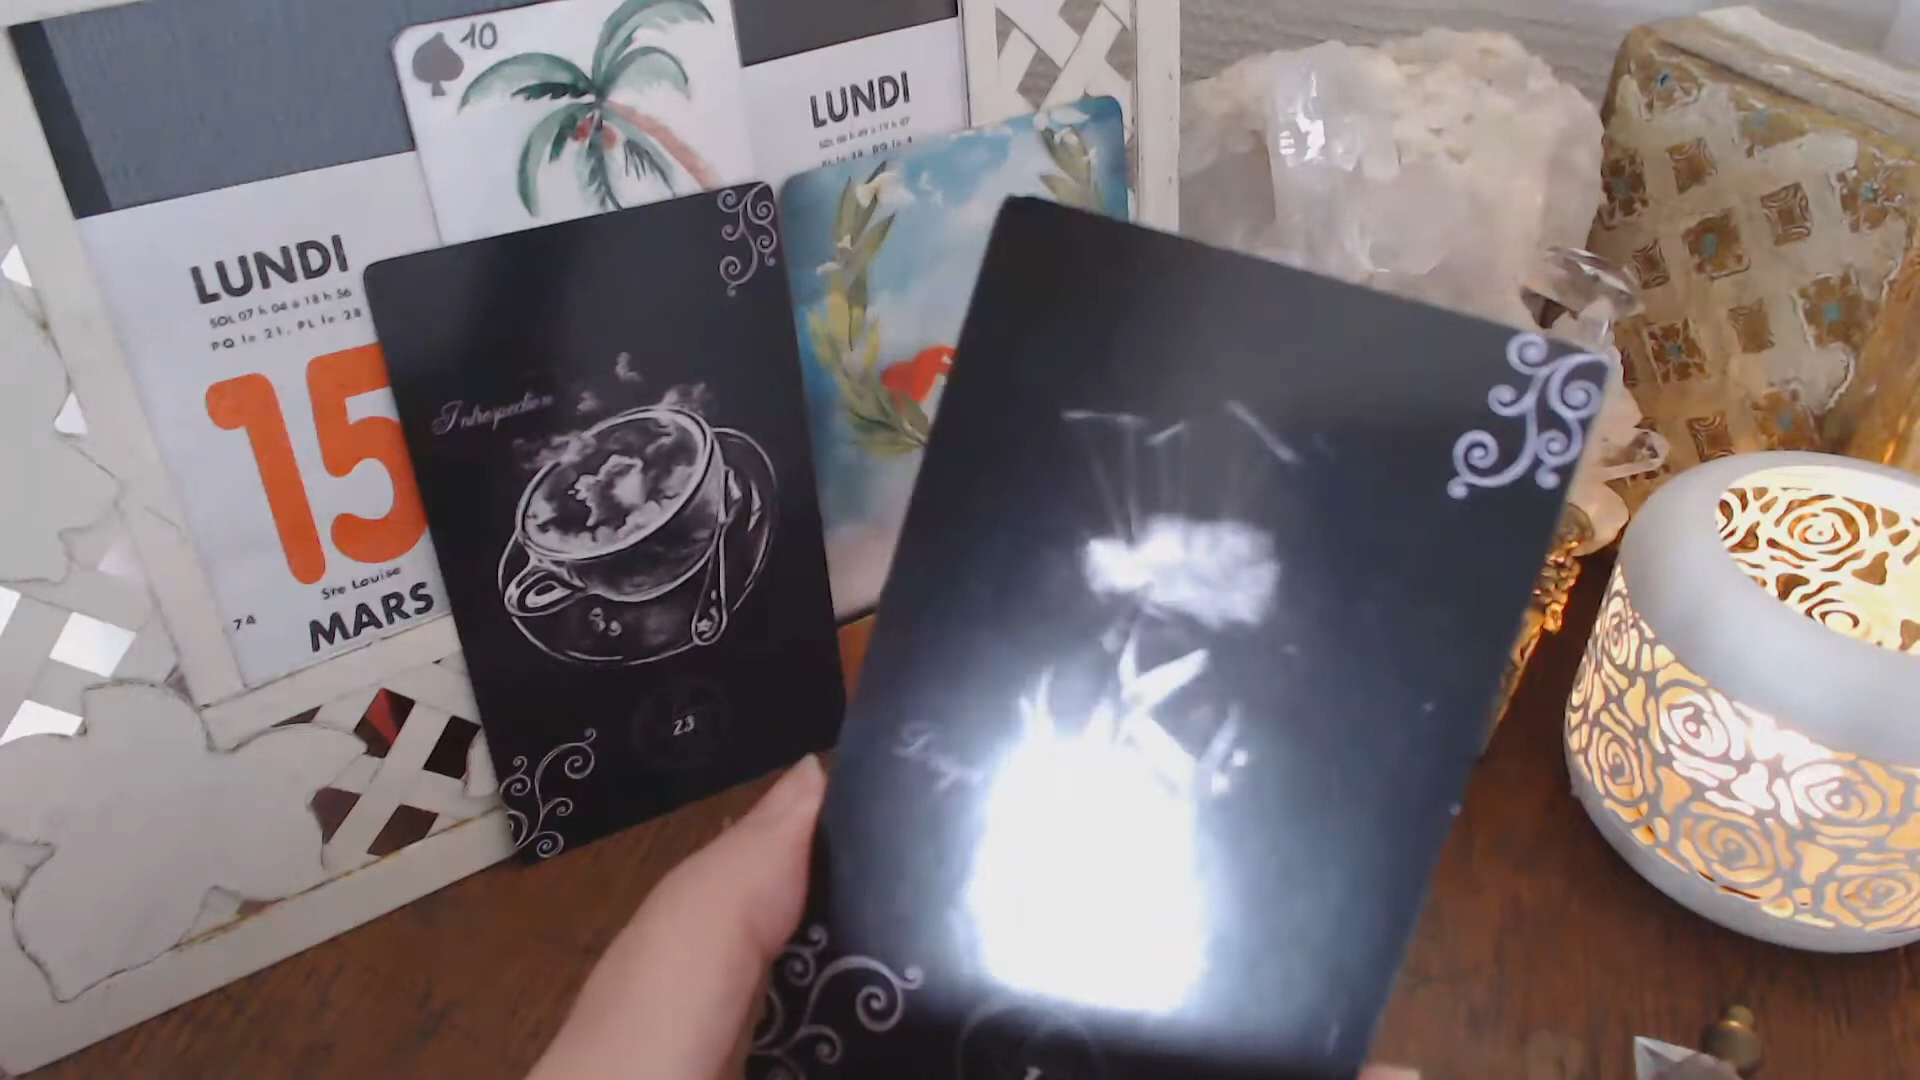 10
LUNDI
LUNDI
SOL 07 h 04 à 18 h 56
PQ le 21, PL le 28
15
Ste Louise
74
MARS
Introspection
23